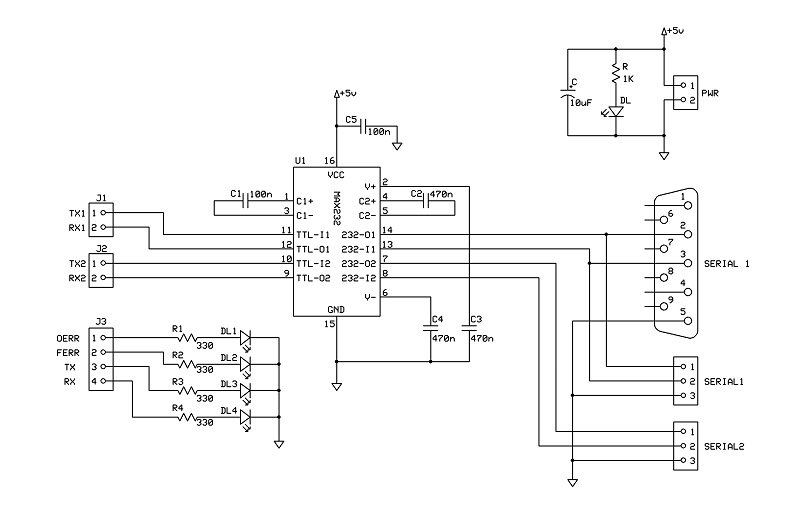 +5v
R
1K
C
+
10uF
DL
1
2
PWR
+5v
C5
100n
U1
16
VCC
MAX232
C1 100n
1 C1+
3 C1-
V+ 2
C2+ 4
C2 470n
C2- 5
J1
TX1 1
RX1 2
11 TTL-I1
232-O1 14
12 TTL-O1
232-I1 13
J2
TX2 1
RX2 2
10 TTL-I2
232-O2 7
9 TTL-O2
232-I2 8
V- 6
GND
15
C4
470n
C3
470n
1
6
2
7
3
8
4
9
5
SERIAL 1
J3
OERR 1
FERR 2
TX 3
RX 4
R1
330
DL1
R2
330
DL2
R3
330
DL3
R4
330
DL4
1
2
3
SERIAL1
1
2
3
SERIAL2